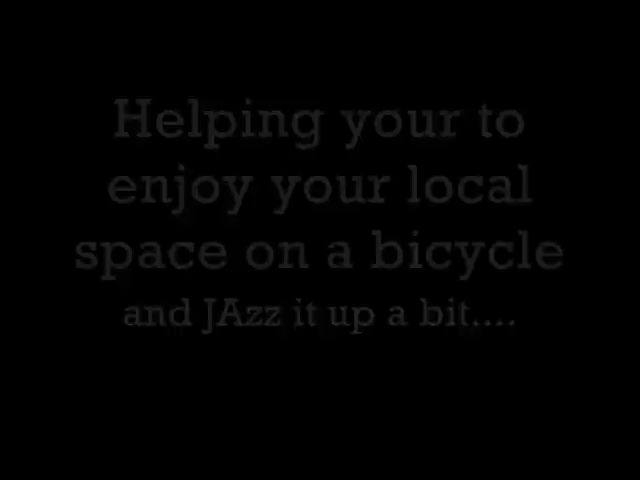 Helping your to
enjoy your local
space on a bicycle
and JAzz it up a bit....